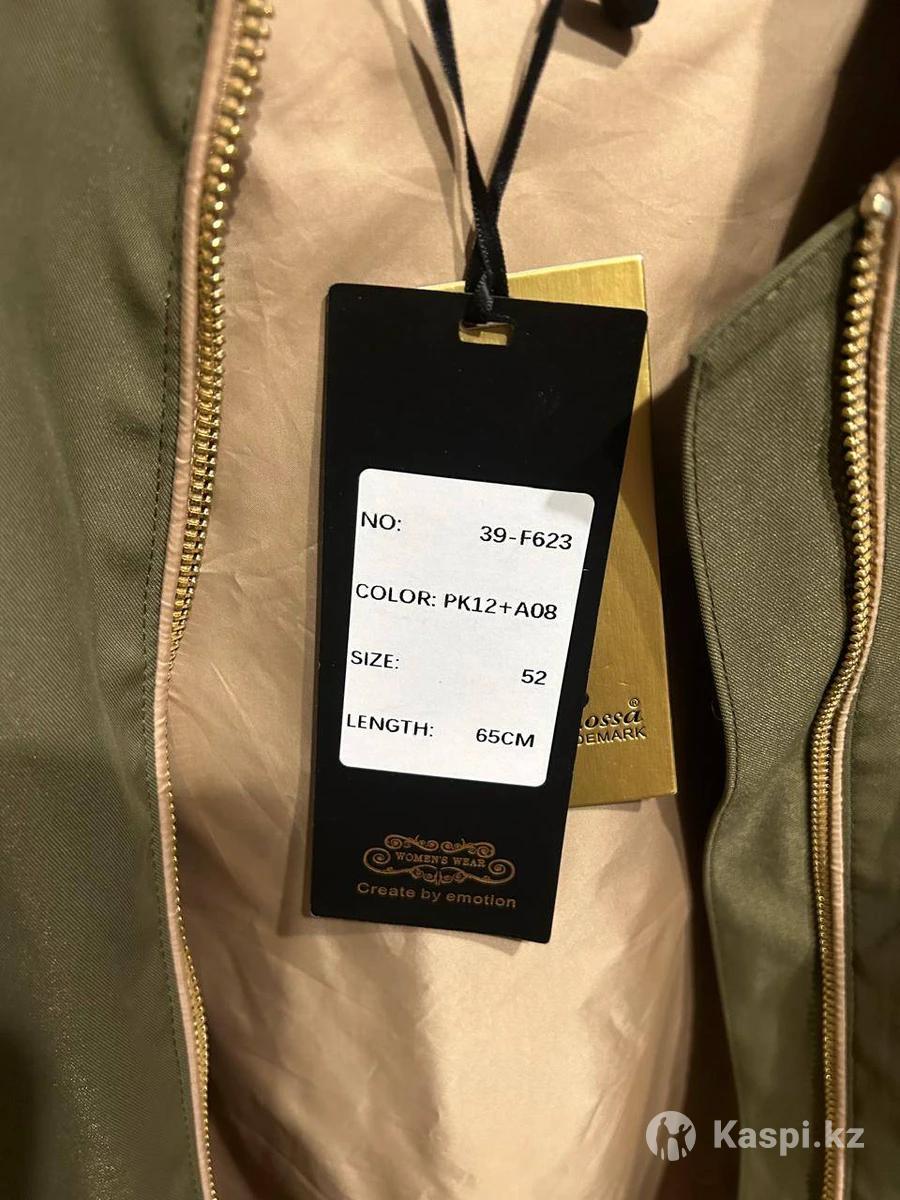 NO: 39-F623
COLOR: PK12+A08
SIZE: 52
LENGTH: 65CM
WOMEN'S WEAR
Create by emotion
Kaspi.kz